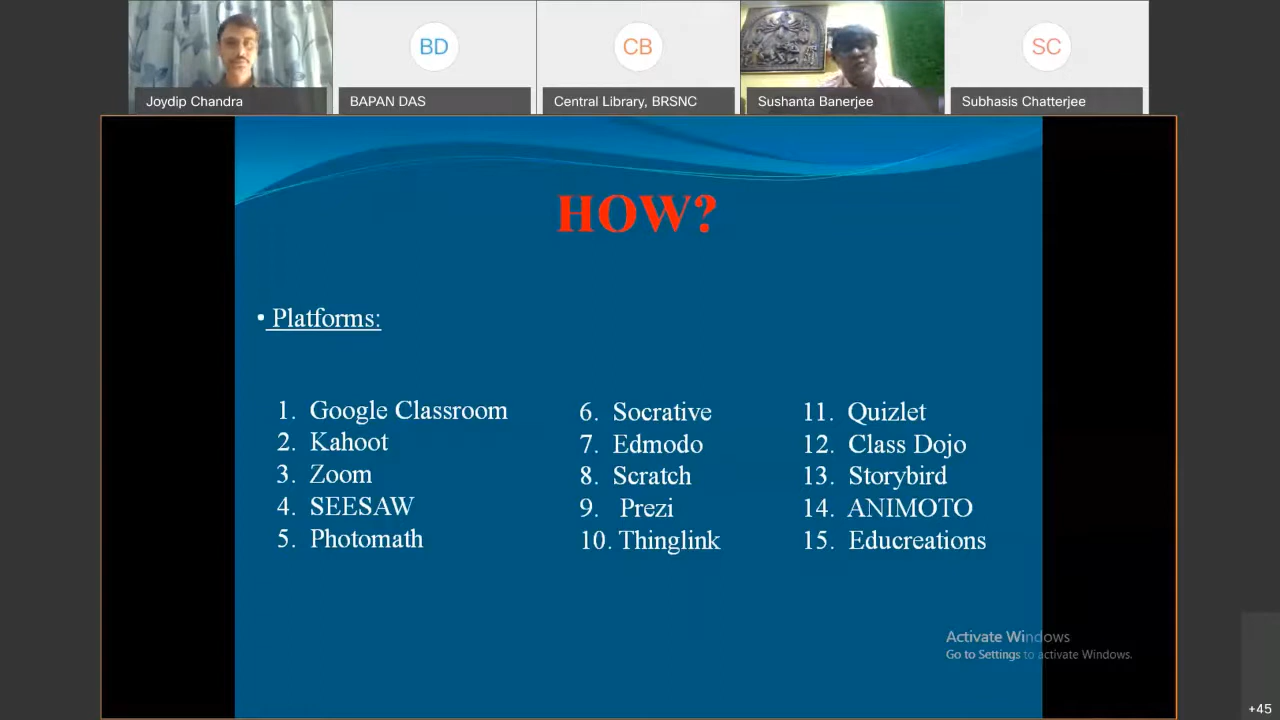 BD
CB
SC
Joydip Chandra
BAPAN DAS
Central Library, BRSNC
Sushanta Banerjee
Subhasis Chatterjee
HOW?
• Platforms:
1. Google Classroom
2. Kahoot
3. Zoom
4. SEESAW
5. Photomath
6. Socrative
7. Edmodo
8. Scratch
9. Prezi
10. Thinglink
11. Quizlet
12. Class Dojo
13. Storybird
14. ANIMOTO
15. Educreations
Activate Windows
Go to Settings to activate Windows.
+45